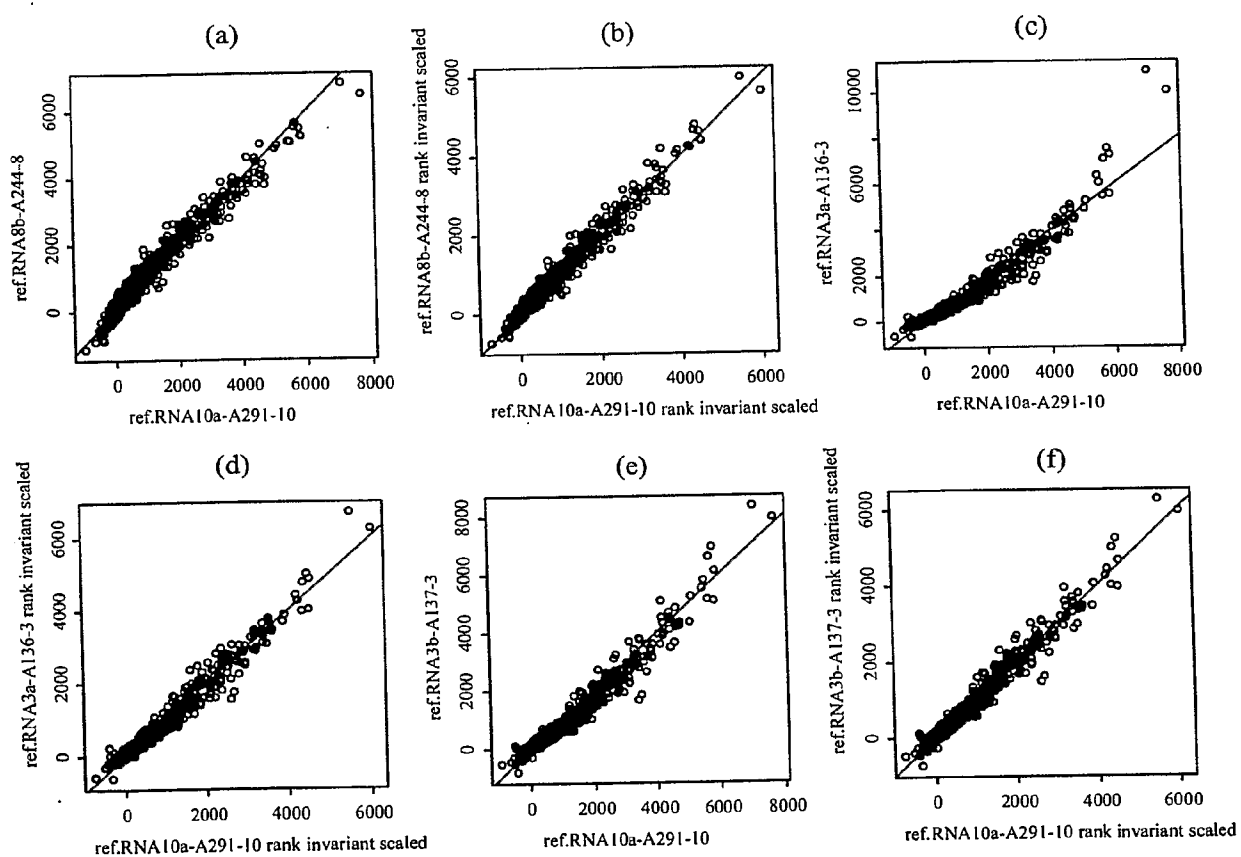 (a)
ref.RNA8b-A244-8
6000
4000
2000
0
0 2000 4000 6000 8000
ref.RNA10a-A291-10
(b)
ref.RNA8b-A244-8 rank invariant scaled
6000
4000
2000
0
0 2000 4000 6000
ref.RNA10a-A291-10 rank invariant scaled
(c)
ref.RNA3a-A136-3
10000
6000
2000
0
0 2000 4000 6000 8000
ref.RNA10a-A291-10
(d)
ref.RNA3a-A136-3 rank invariant scaled
6000
4000
2000
0
0 2000 4000 6000
ref.RNA10a-A291-10 rank invariant scaled
(e)
ref.RNA3b-A137-3
8000
6000
4000
2000
0
0 2000 4000 6000 8000
ref.RNA10a-A291-10
(f)
ref.RNA3b-A137-3 rank invariant scaled
6000
4000
2000
0
0 2000 4000 6000
ref.RNA10a-A291-10 rank invariant scaled